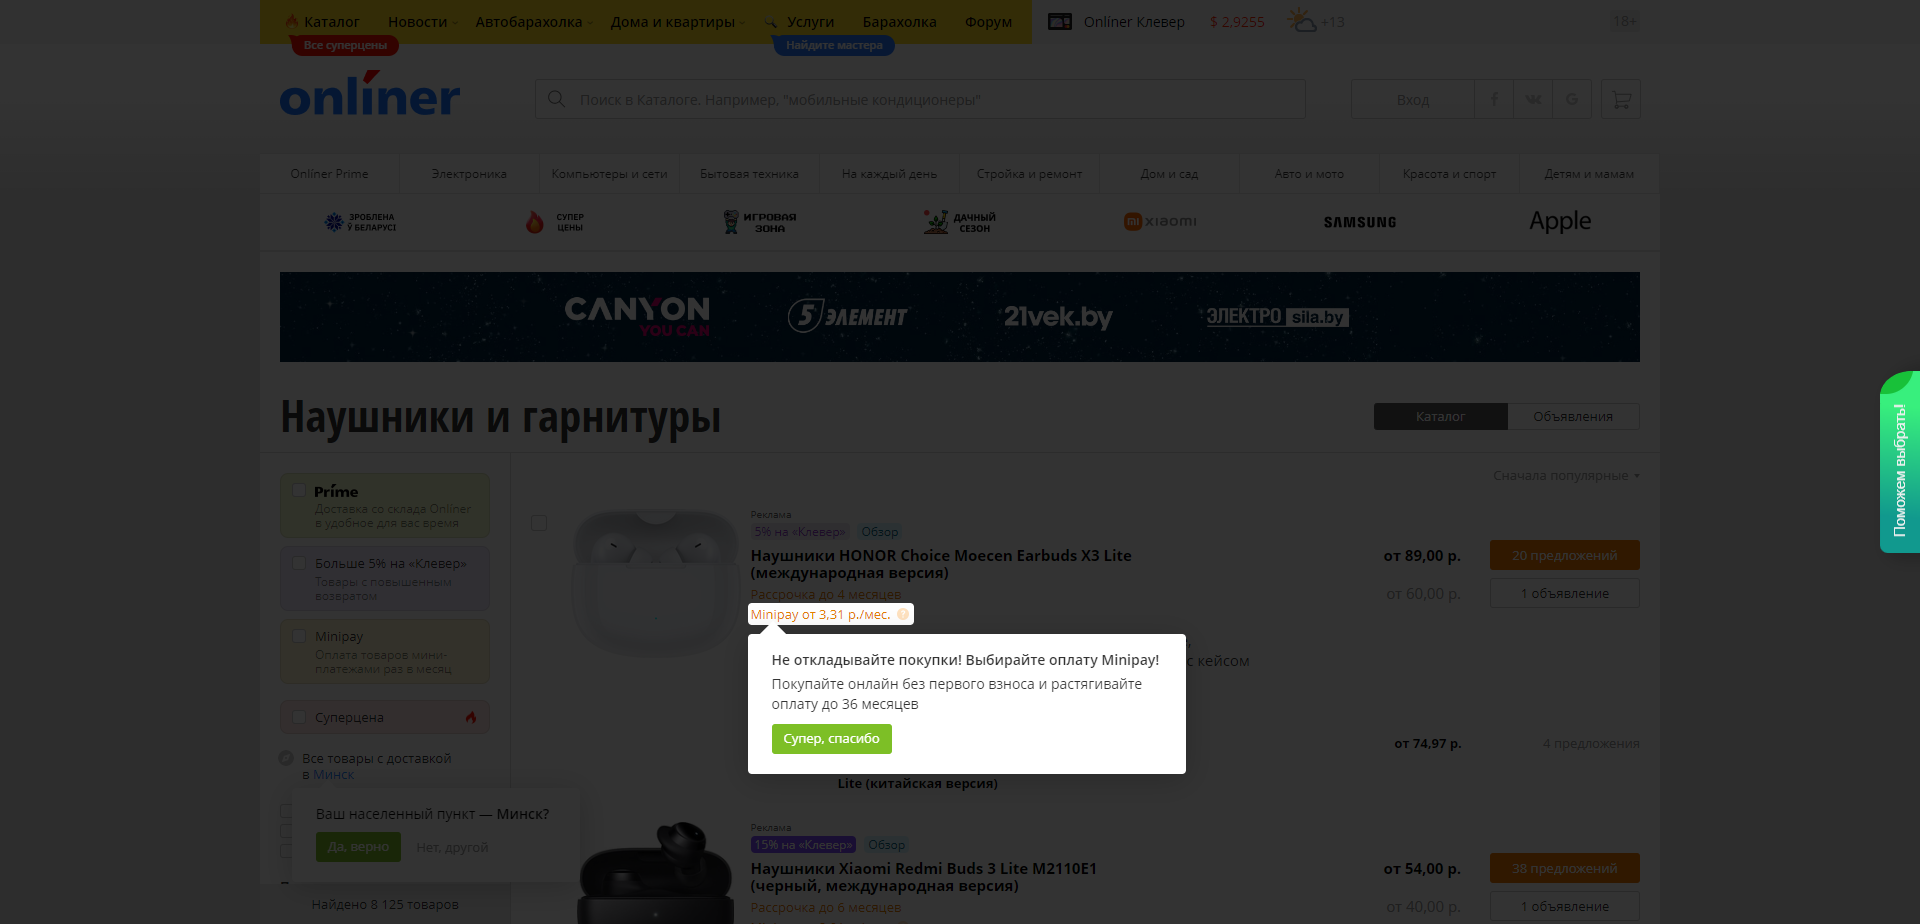 Каталог Новости Автобарахолка Дома и квартиры Услуги Барахолка Форум Onlíner Клевер $ 2,9255 +13 18+
Все суперцены Найдите мастера
onlíner
Поиск в Каталоге. Например, "мобильные кондиционеры"
Вход f G
Onlíner Prime Электроника Компьютеры и сети Бытовая техника На каждый день Стройка и ремонт Дом и сад Авто и мото Красота и спорт Детям и мамам
ЗРОБЛЕНА
Ў БЕЛАРУСІ
СУПЕР
ЦЕНЫ
ИГРОВАЯ
ЗОНА
ДАЧНЫЙ
СЕЗОН
mi xiaomi
SAMSUNG
Apple
CANYON
YOU CAN
5 ЭЛЕМЕНТ
21vek.by
ЭЛЕКТРО sila.by
Наушники и гарнитуры
Каталог Объявления
Сначала популярные
Príme
Доставка со склада Onlíner
в удобное для вас время
Больше 5% на «Клевер»
Товары с повышенным
возвратом
Minipay
Оплата товаров мини-
платежами раз в месяц
Суперцена
Все товары с доставкой
в Минск
Ваш населенный пункт — Минск?
Да, верно Нет, другой
Найдено 8 125 товаров
Реклама
5% на «Клевер» Обзор
Наушники HONOR Choice Moecen Earbuds X3 Lite
(международная версия)
Рассрочка до 4 месяцев
Minipay от 3,31 р./мес. ?
от 89,00 р. 20 предложений
от 60,00 р. 1 объявление
с кейсом
Не откладывайте покупки! Выбирайте оплату Minipay!
Покупайте онлайн без первого взноса и растягивайте
оплату до 36 месяцев
Супер, спасибо
от 74,97 р. 4 предложения
Lite (китайская версия)
Реклама
15% на «Клевер» Обзор
Наушники Xiaomi Redmi Buds 3 Lite M2110E1
(черный, международная версия)
Рассрочка до 6 месяцев
от 54,00 р. 38 предложений
от 40,00 р. 1 объявление
Поможем выбрать!